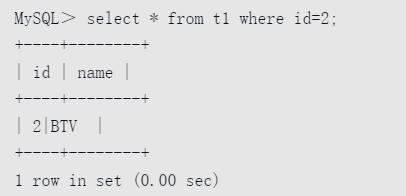 MySQL> select * from t1 where id=2;
+----+--------+
| id | name |
+----+--------+
| 2|BTV  |
+----+--------+
1 row in set (0.00 sec)